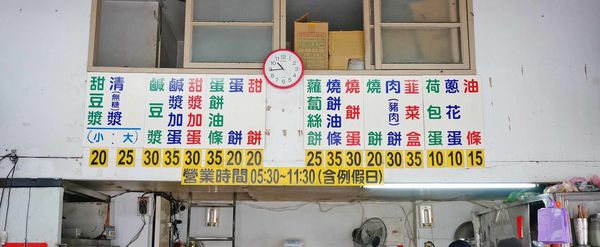 甜豆漿
清漿(無糖)
(小:大)
鹹豆漿
鹹漿加蛋
甜漿加蛋
蛋餅油條
蛋餅
甜餅
20 25 30 35 30 35 20 20
蘿蔔絲餅
燒餅油條
燒餅蛋
燒餅
肉(豬肉)餅
韭菜盒
荷包蛋
蔥花蛋
油條
25 35 30 20 30 35 10 10 15
營業時間05:30~11:30(含例假日)